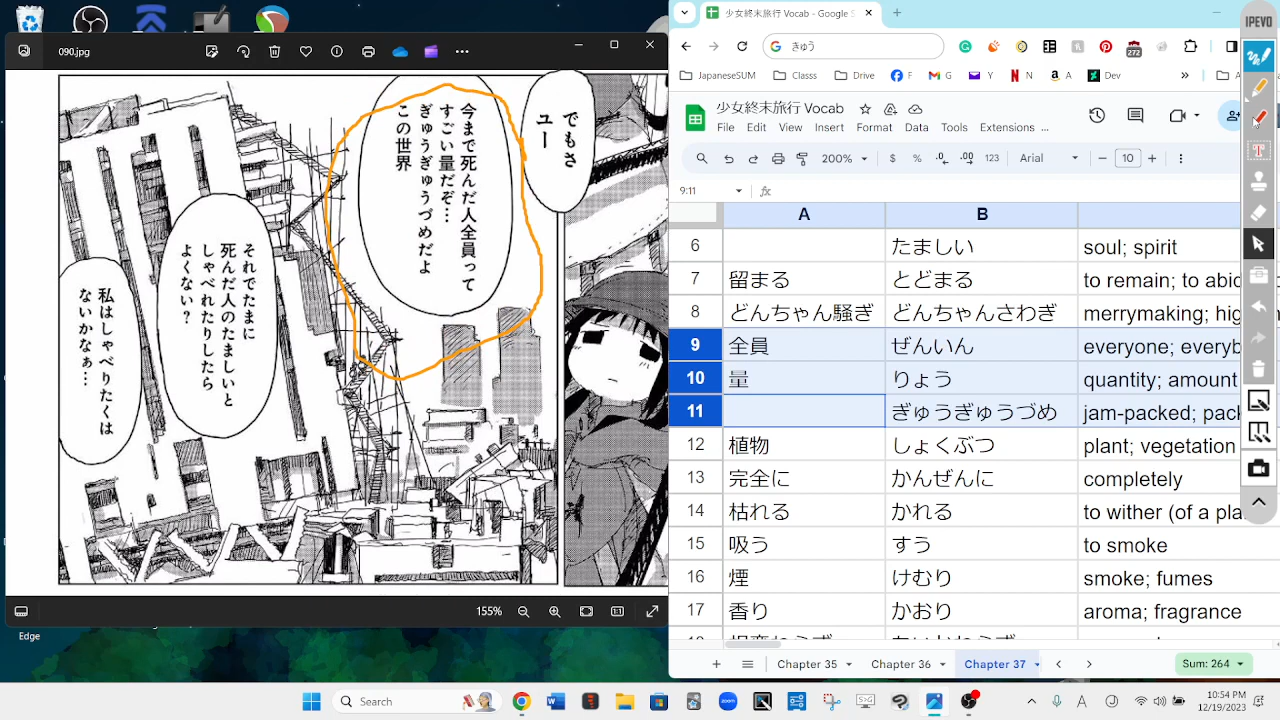 090.jpg
でもさ
ユー
今まで死んだ人全員って
すごい量だぞ…
ぎゅうぎゅうづめだよ
この世界
それでたまに
死んだ人のたましいと
しゃべれたりしたら
よくない?
私はしゃべりたくは
ないかなぁ…
155%
Edge
少女終末旅行 Vocab - Google S
きゅう
272
JapaneseSUM
Classs
Drive
F
G
Y
N
A
Dev
A
少女終末旅行 Vocab
File Edit View Insert Format Data Tools Extensions ...
200% $ % .0 .00 123 Arial 10
9:11
fx
A B
6 たましい soul; spirit
7 留まる とどまる to remain; to abid
8 どんちゃん騒ぎ どんちゃんさわぎ merrymaking; hig
9 全員 ぜんいん everyone; everyb
10 量 りょう quantity; amount
11 ぎゅうぎゅうづめ jam-packed; pack
12 植物 しょくぶつ plant; vegetation
13 完全に かんぜんに completely
14 枯れる かれる to wither (of a pla
15 吸う すう to smoke
16 煙 けむり smoke; fumes
17 香り かおり aroma; fragrance
Chapter 35 Chapter 36 Chapter 37 Sum: 264
IPEVO
Search
zoom
10:54 PM
12/19/2023